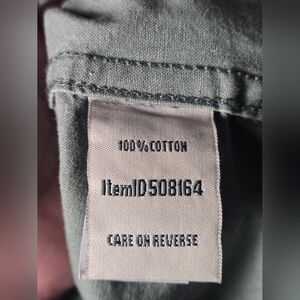 100% COTTON
ItemID508164
CARE ON REVERSE